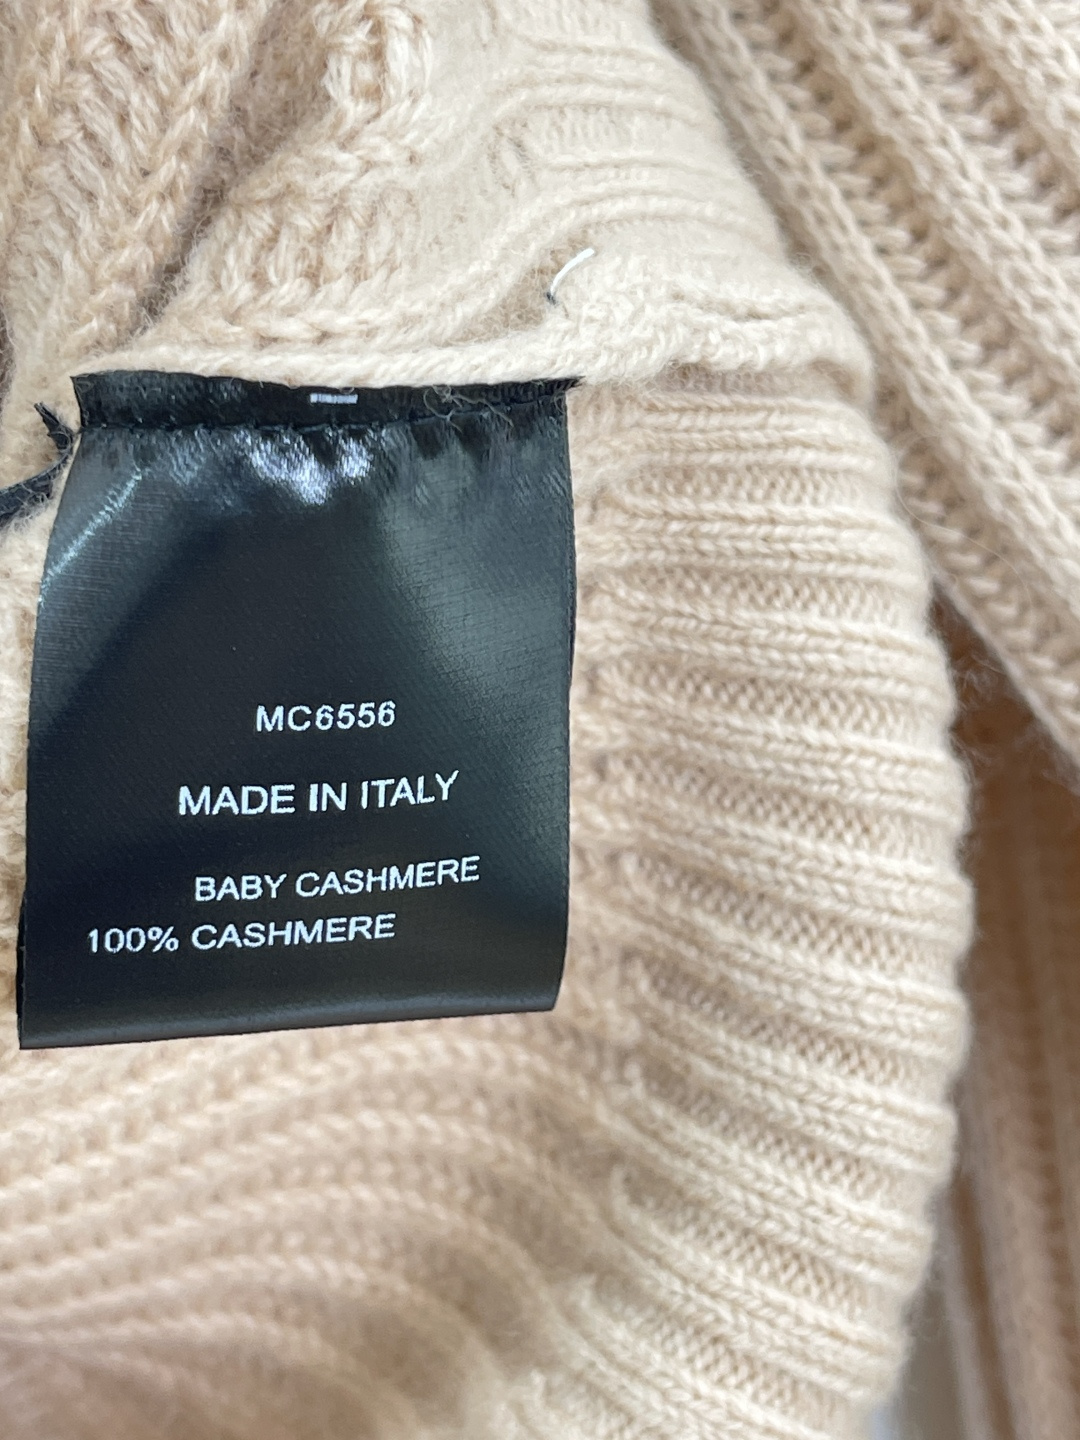 MC6556
MADE IN ITALY
BABY CASHMERE
100% CASHMERE